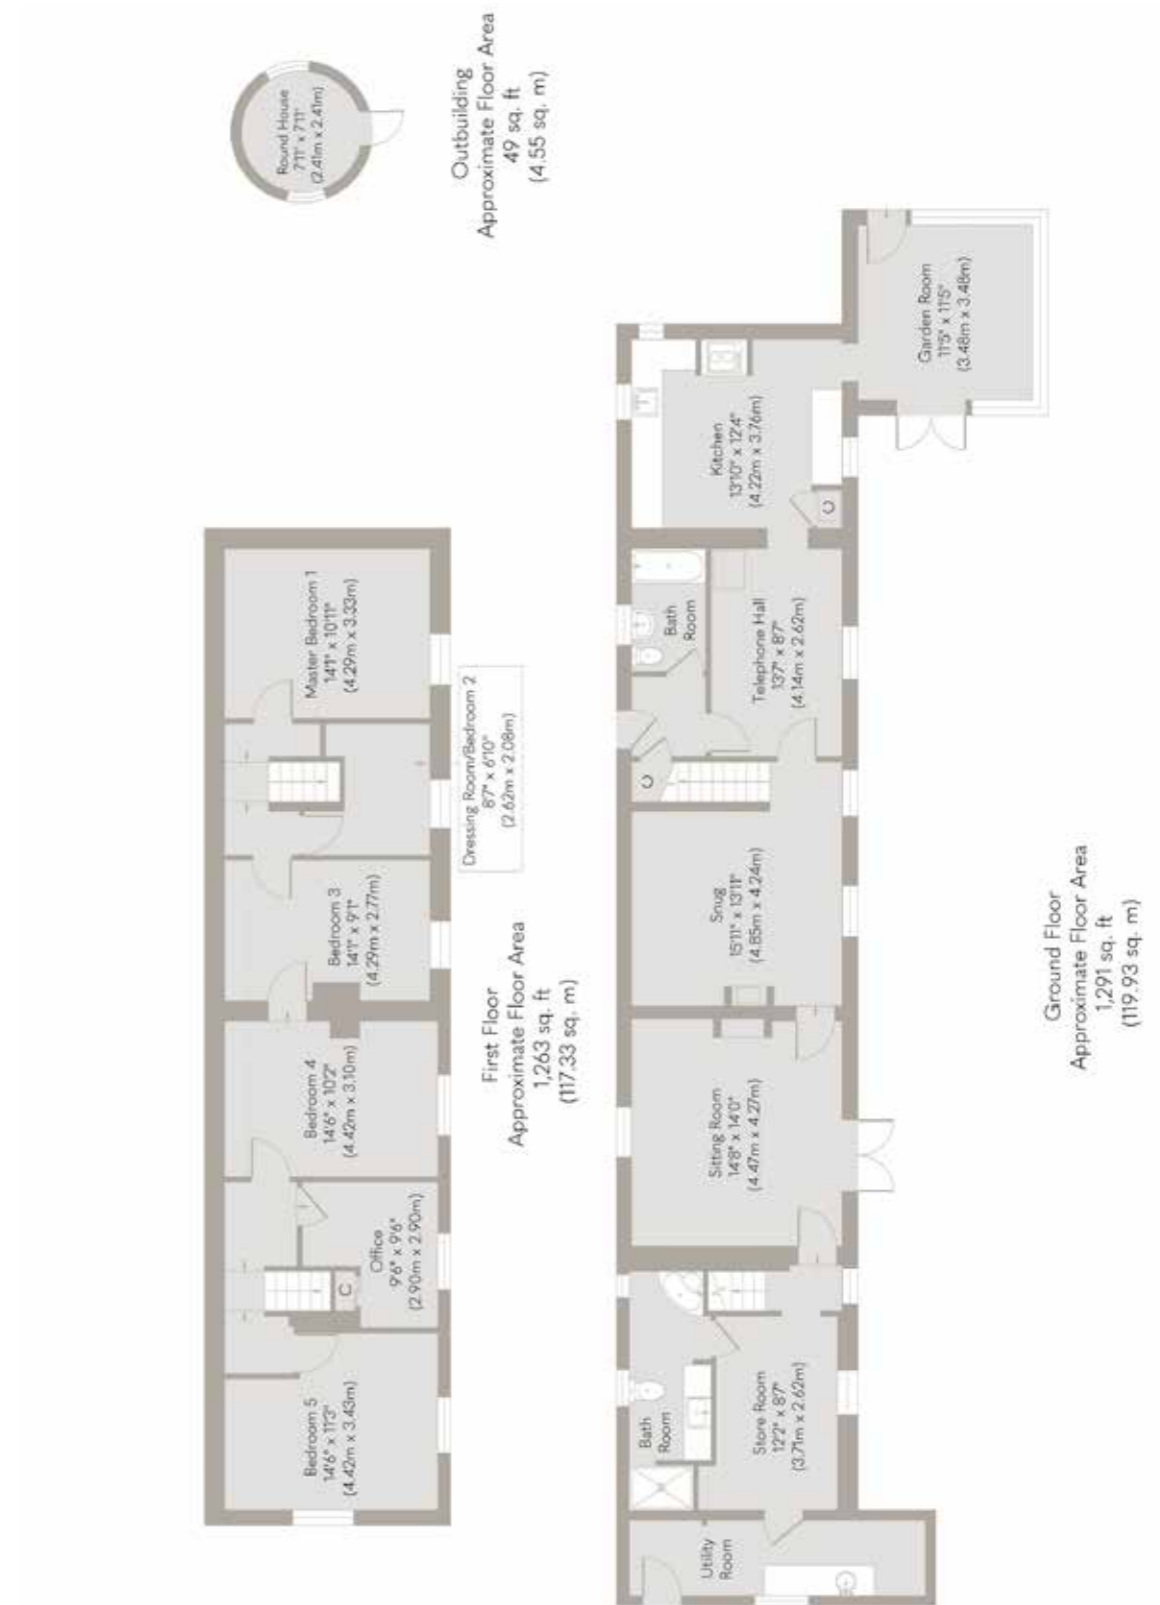 Round House
7'11" x 7'11"
(2.41m x 2.41m)
Outbuilding
Approximate Floor Area
49 sq. ft
(4.55 sq. m)
Master Bedroom 1
14'1" x 10'11"
(4.29m x 3.33m)
Dressing Room/Bedroom 2
8'7" x 6'10"
(2.62m x 2.08m)
Bedroom 3
14'1" x 9'1"
(4.29m x 2.77m)
Bedroom 4
14'6" x 10'2"
(4.42m x 3.10m)
Office
9'6" x 9'6"
(2.90m x 2.90m)
C
Bedroom 5
14'6" x 11'3"
(4.42m x 3.43m)
First Floor
Approximate Floor Area
1,263 sq. ft
(117.33 sq. m)
Garden Room
11'5" x 11'5"
(3.48m x 3.48m)
Kitchen
13'10" x 12'4"
(4.22m x 3.76m)
C
Bath
Room
Telephone Hall
13'7" x 8'7"
(4.14m x 2.62m)
C
Snug
15'11" x 13'11"
(4.85m x 4.24m)
Sitting Room
14'8" x 14'0"
(4.47m x 4.27m)
Bath
Room
Store Room
12'2" x 8'7"
(3.71m x 2.62m)
Utility
Room
Ground Floor
Approximate Floor Area
1,291 sq. ft
(119.93 sq. m)